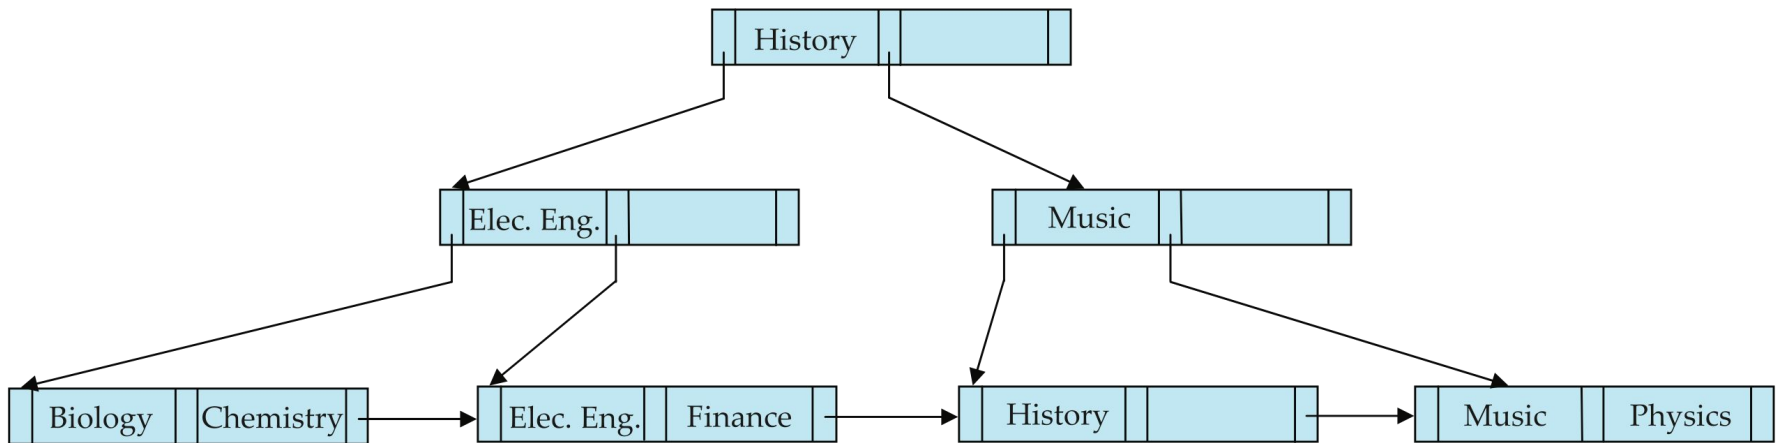 History
Elec. Eng.
Music
Biology Chemistry
Elec. Eng. Finance
History
Music Physics